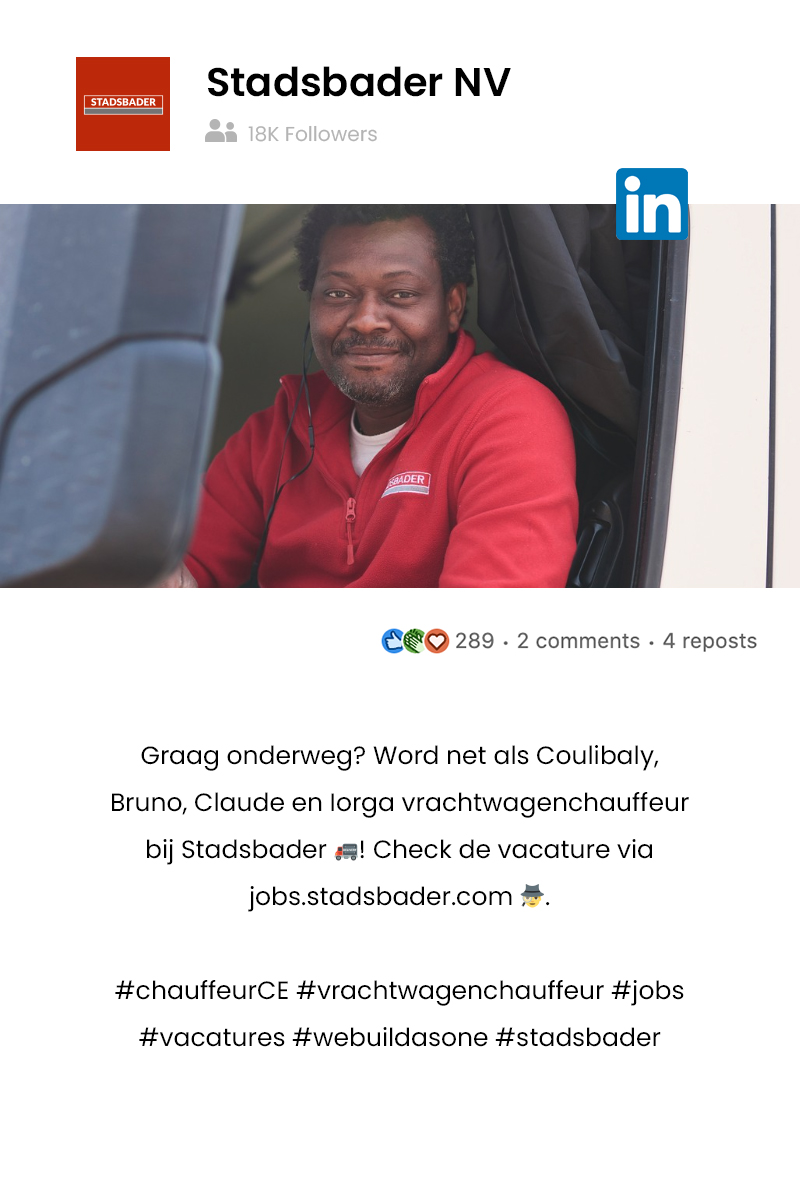 STADSBADER
Stadsbader NV
18K Followers
in
SBADER
289 · 2 comments · 4 reposts
Graag onderweg? Word net als Coulibaly,
Bruno, Claude en Iorga vrachtwagenchauffeur
bij Stadsbader 🚛! Check de vacature via
jobs.stadsbader.com 🕵️.
#chauffeurCE #vrachtwagenchauffeur #jobs
#vacatures #webuildasone #stadsbader